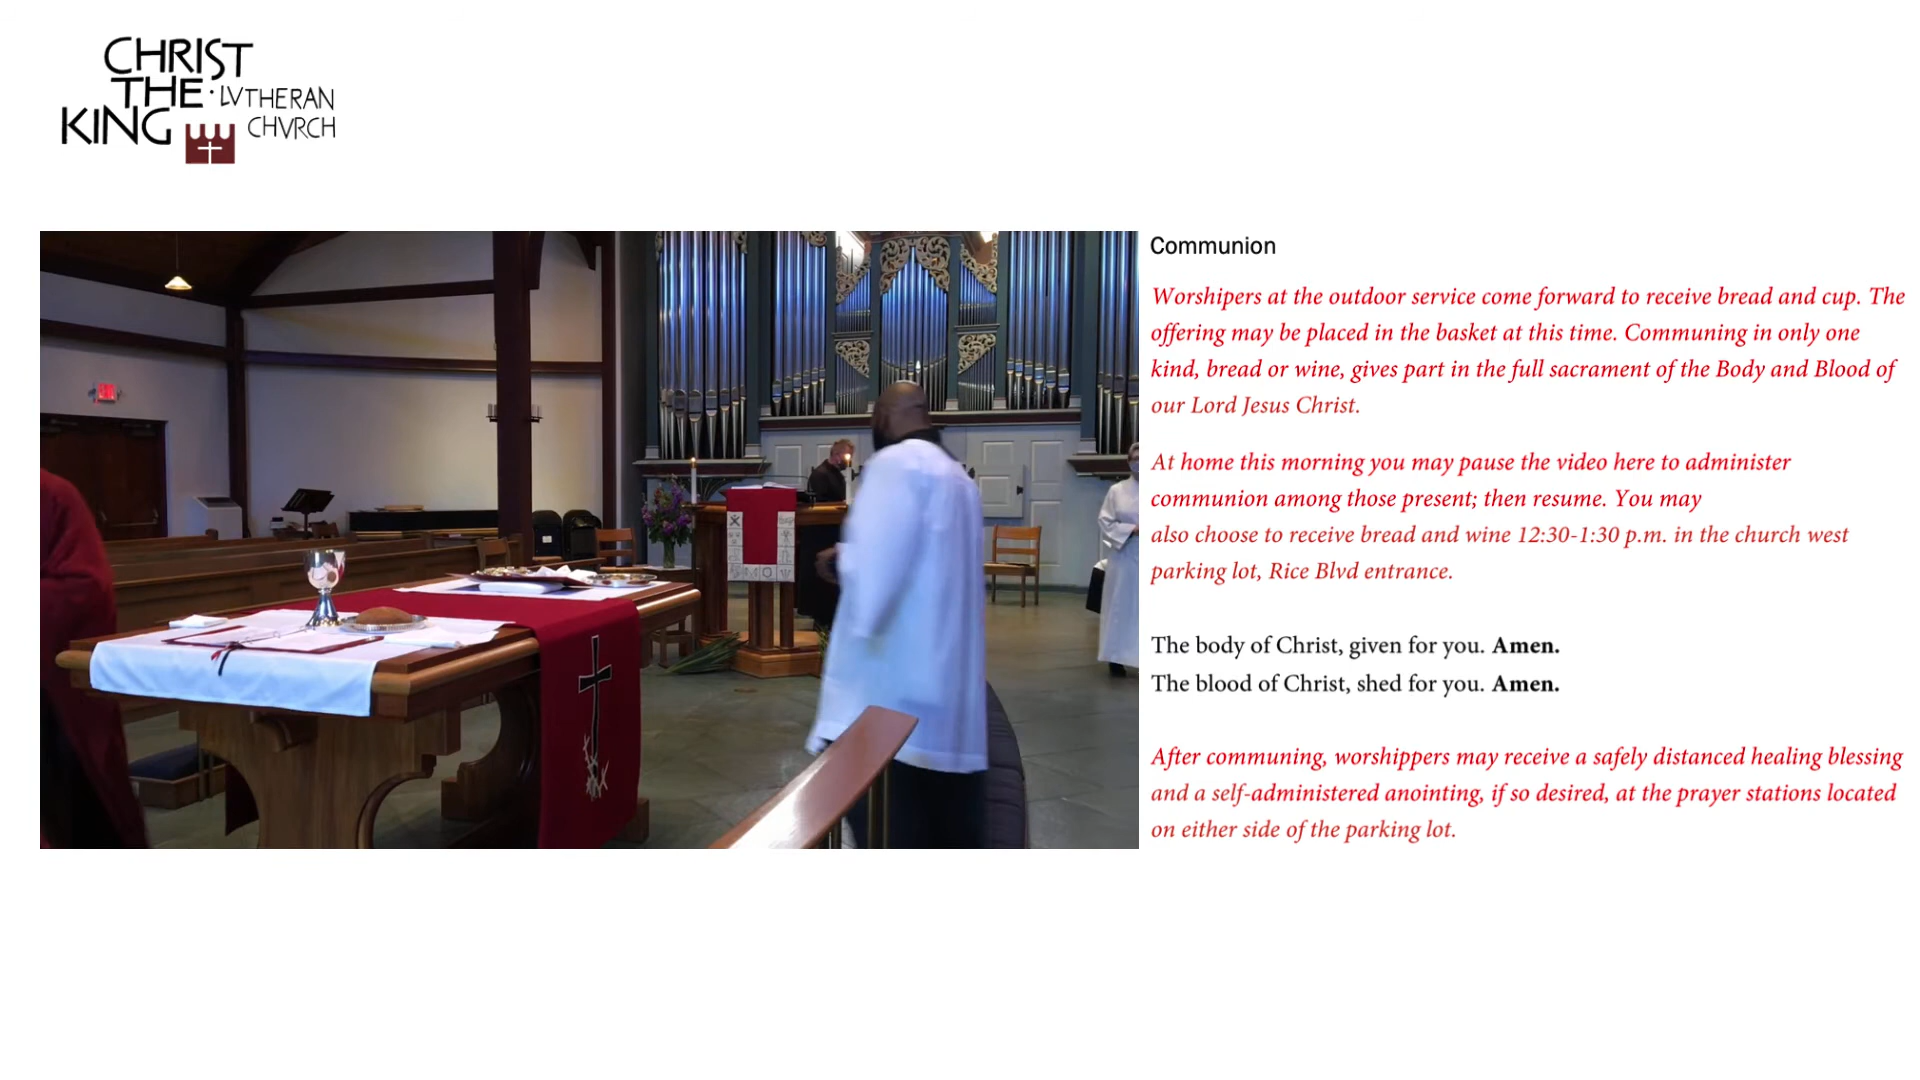 CHRIST
THE · LVTHERAN
KING CHVRCH
Communion
Worshipers at the outdoor service come forward to receive bread and cup. The
offering may be placed in the basket at this time. Communing in only one
kind, bread or wine, gives part in the full sacrament of the Body and Blood of
our Lord Jesus Christ.
At home this morning you may pause the video here to administer
communion among those present; then resume. You may
also choose to receive bread and wine 12:30-1:30 p.m. in the church west
parking lot, Rice Blvd entrance.
The body of Christ, given for you. Amen.
The blood of Christ, shed for you. Amen.
After communing, worshippers may receive a safely distanced healing blessing
and a self-administered anointing, if so desired, at the prayer stations located
on either side of the parking lot.